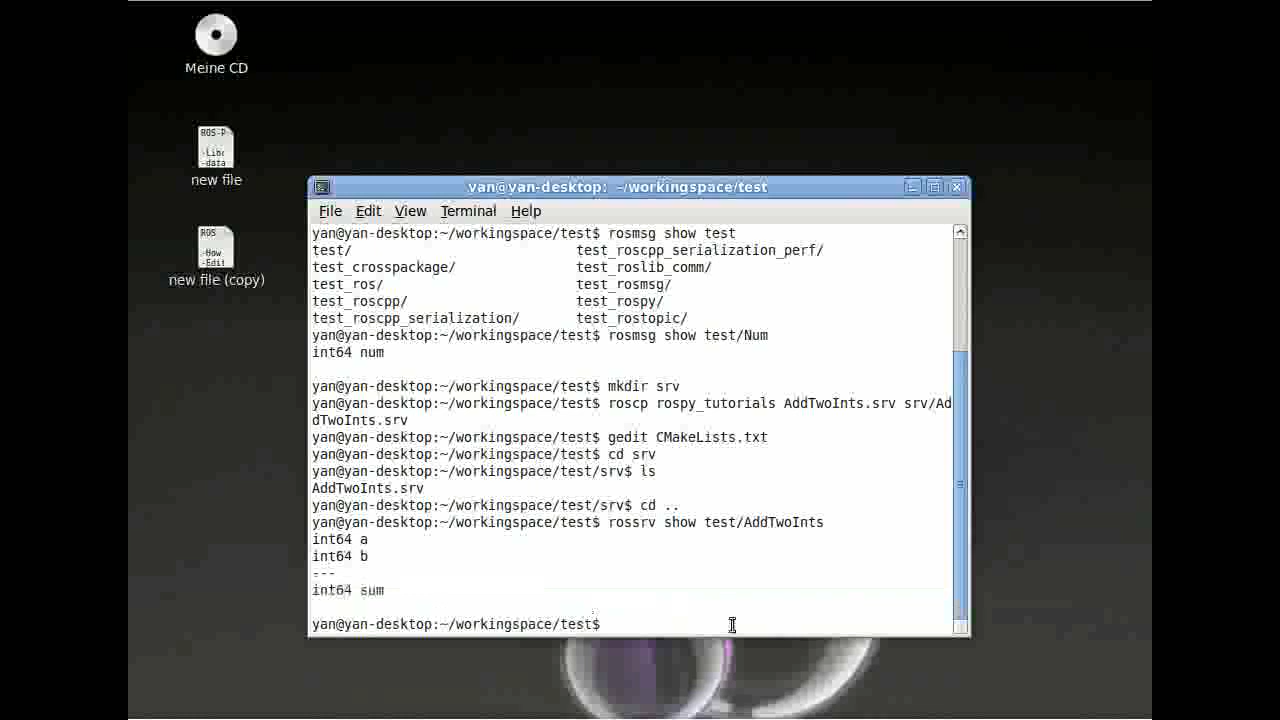 Meine CD
ROS-P
-Libr
-data
new file
ROS
-How
-Edit
new file (copy)
yan@yan-desktop: ~/workingspace/test
File Edit View Terminal Help
yan@yan-desktop:~/workingspace/test$ rosmsg show test
test/ test_roscpp_serialization_perf/
test_crosspackage/ test_roslib_comm/
test_ros/ test_rosmsg/
test_roscpp/ test_rospy/
test_roscpp_serialization/ test_rostopic/
yan@yan-desktop:~/workingspace/test$ rosmsg show test/Num
int64 num
yan@yan-desktop:~/workingspace/test$ mkdir srv
yan@yan-desktop:~/workingspace/test$ roscp rospy_tutorials AddTwoInts.srv srv/Ad
dTwoInts.srv
yan@yan-desktop:~/workingspace/test$ gedit CMakeLists.txt
yan@yan-desktop:~/workingspace/test$ cd srv
yan@yan-desktop:~/workingspace/test/srv$ ls
AddTwoInts.srv
yan@yan-desktop:~/workingspace/test/srv$ cd ..
yan@yan-desktop:~/workingspace/test$ rossrv show test/AddTwoInts
int64 a
int64 b
---
int64 sum
yan@yan-desktop:~/workingspace/test$